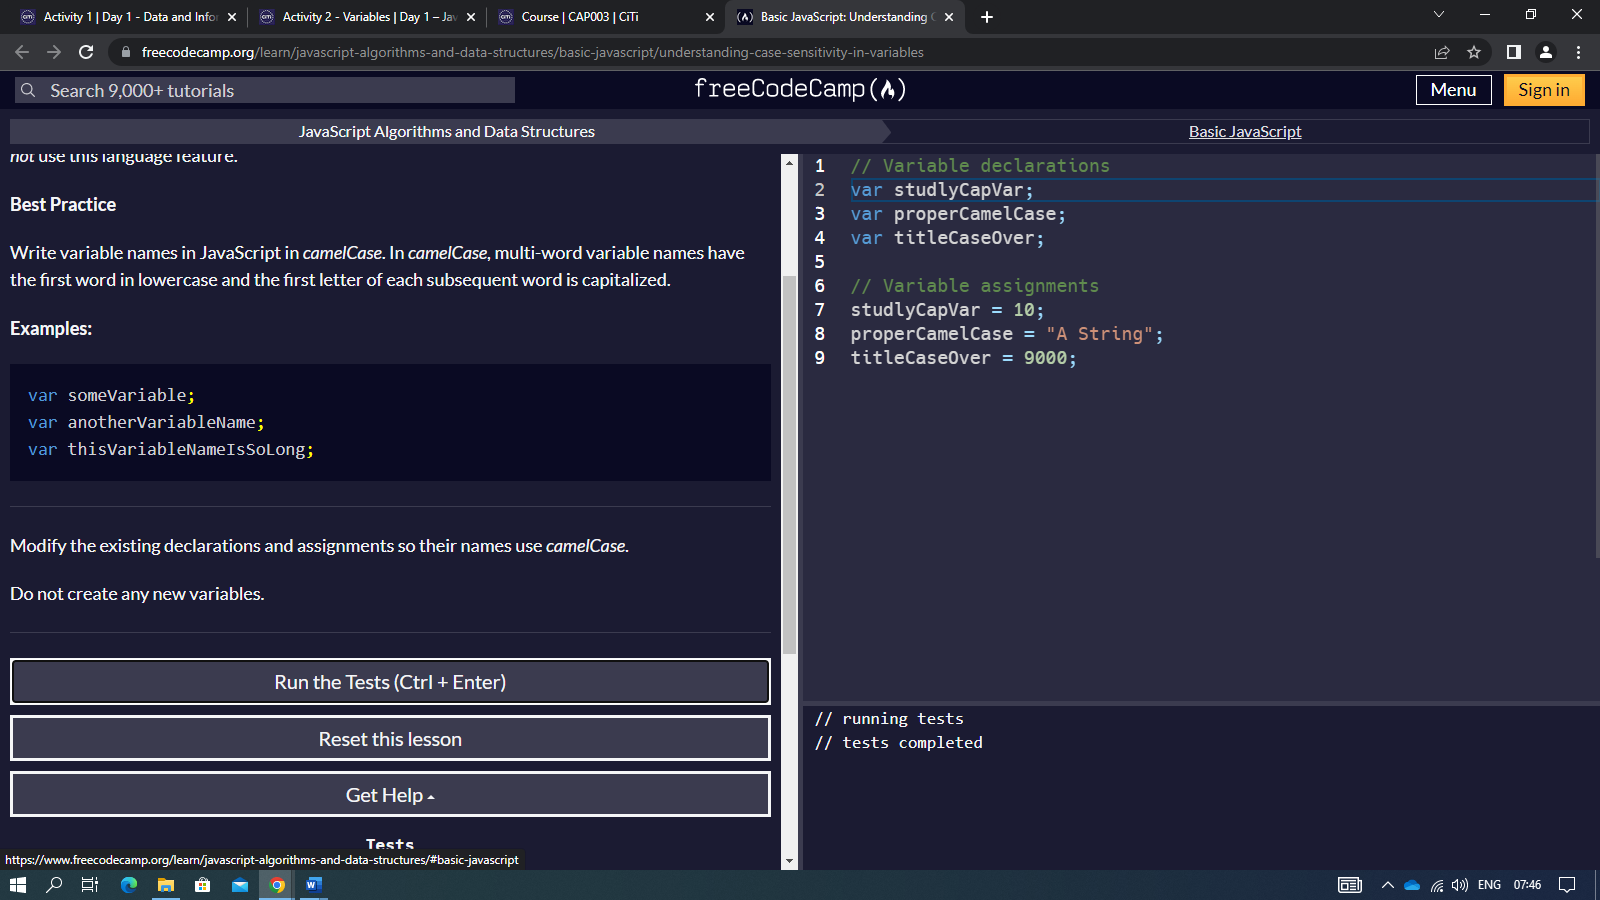 Activity 1 | Day 1 - Data and Infor
Activity 2 - Variables | Day 1 – Jav
Course | CAP003 | CiTi
Basic JavaScript: Understanding C
freecodecamp.org/learn/javascript-algorithms-and-data-structures/basic-javascript/understanding-case-sensitivity-in-variables
Search 9,000+ tutorials
freeCodeCamp
Menu
Sign in
JavaScript Algorithms and Data Structures
Basic JavaScript
not use this language feature.
Best Practice
Write variable names in JavaScript in camelCase. In camelCase, multi-word variable names have
the first word in lowercase and the first letter of each subsequent word is capitalized.
Examples:
var someVariable;
var anotherVariableName;
var thisVariableNameIsSoLong;
Modify the existing declarations and assignments so their names use camelCase.
Do not create any new variables.
Run the Tests (Ctrl + Enter)
Reset this lesson
Get Help
Tests
https://www.freecodecamp.org/learn/javascript-algorithms-and-data-structures/#basic-javascript
1 // Variable declarations
2 var studlyCapVar;
3 var properCamelCase;
4 var titleCaseOver;
5
6 // Variable assignments
7 studlyCapVar = 10;
8 properCamelCase = "A String";
9 titleCaseOver = 9000;
// running tests
// tests completed
ENG
07:46